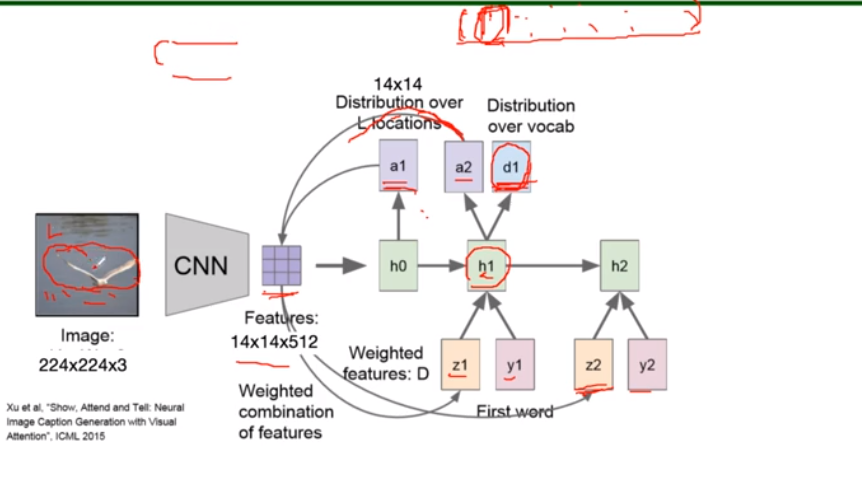 14x14
Distribution over
L locations
Distribution
over vocab
a1
a2
d1
CNN
h0
h1
h2
Image:
224x224x3
Features:
14x14x512
Weighted
features: D
z1
y1
z2
y2
Weighted
combination
of features
First word
Xu et al, "Show, Attend and Tell: Neural
Image Caption Generation with Visual
Attention", ICML 2015